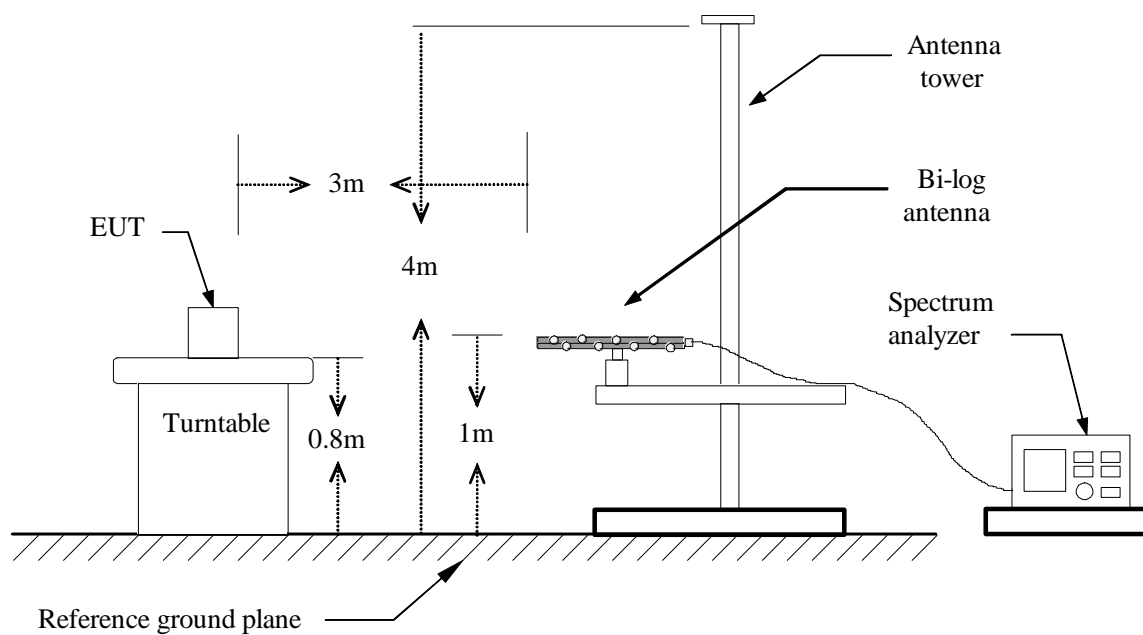 Antenna
tower
3m
Bi-log
antenna
EUT
4m
Spectrum
analyzer
Turntable
0.8m
1m
Reference ground plane